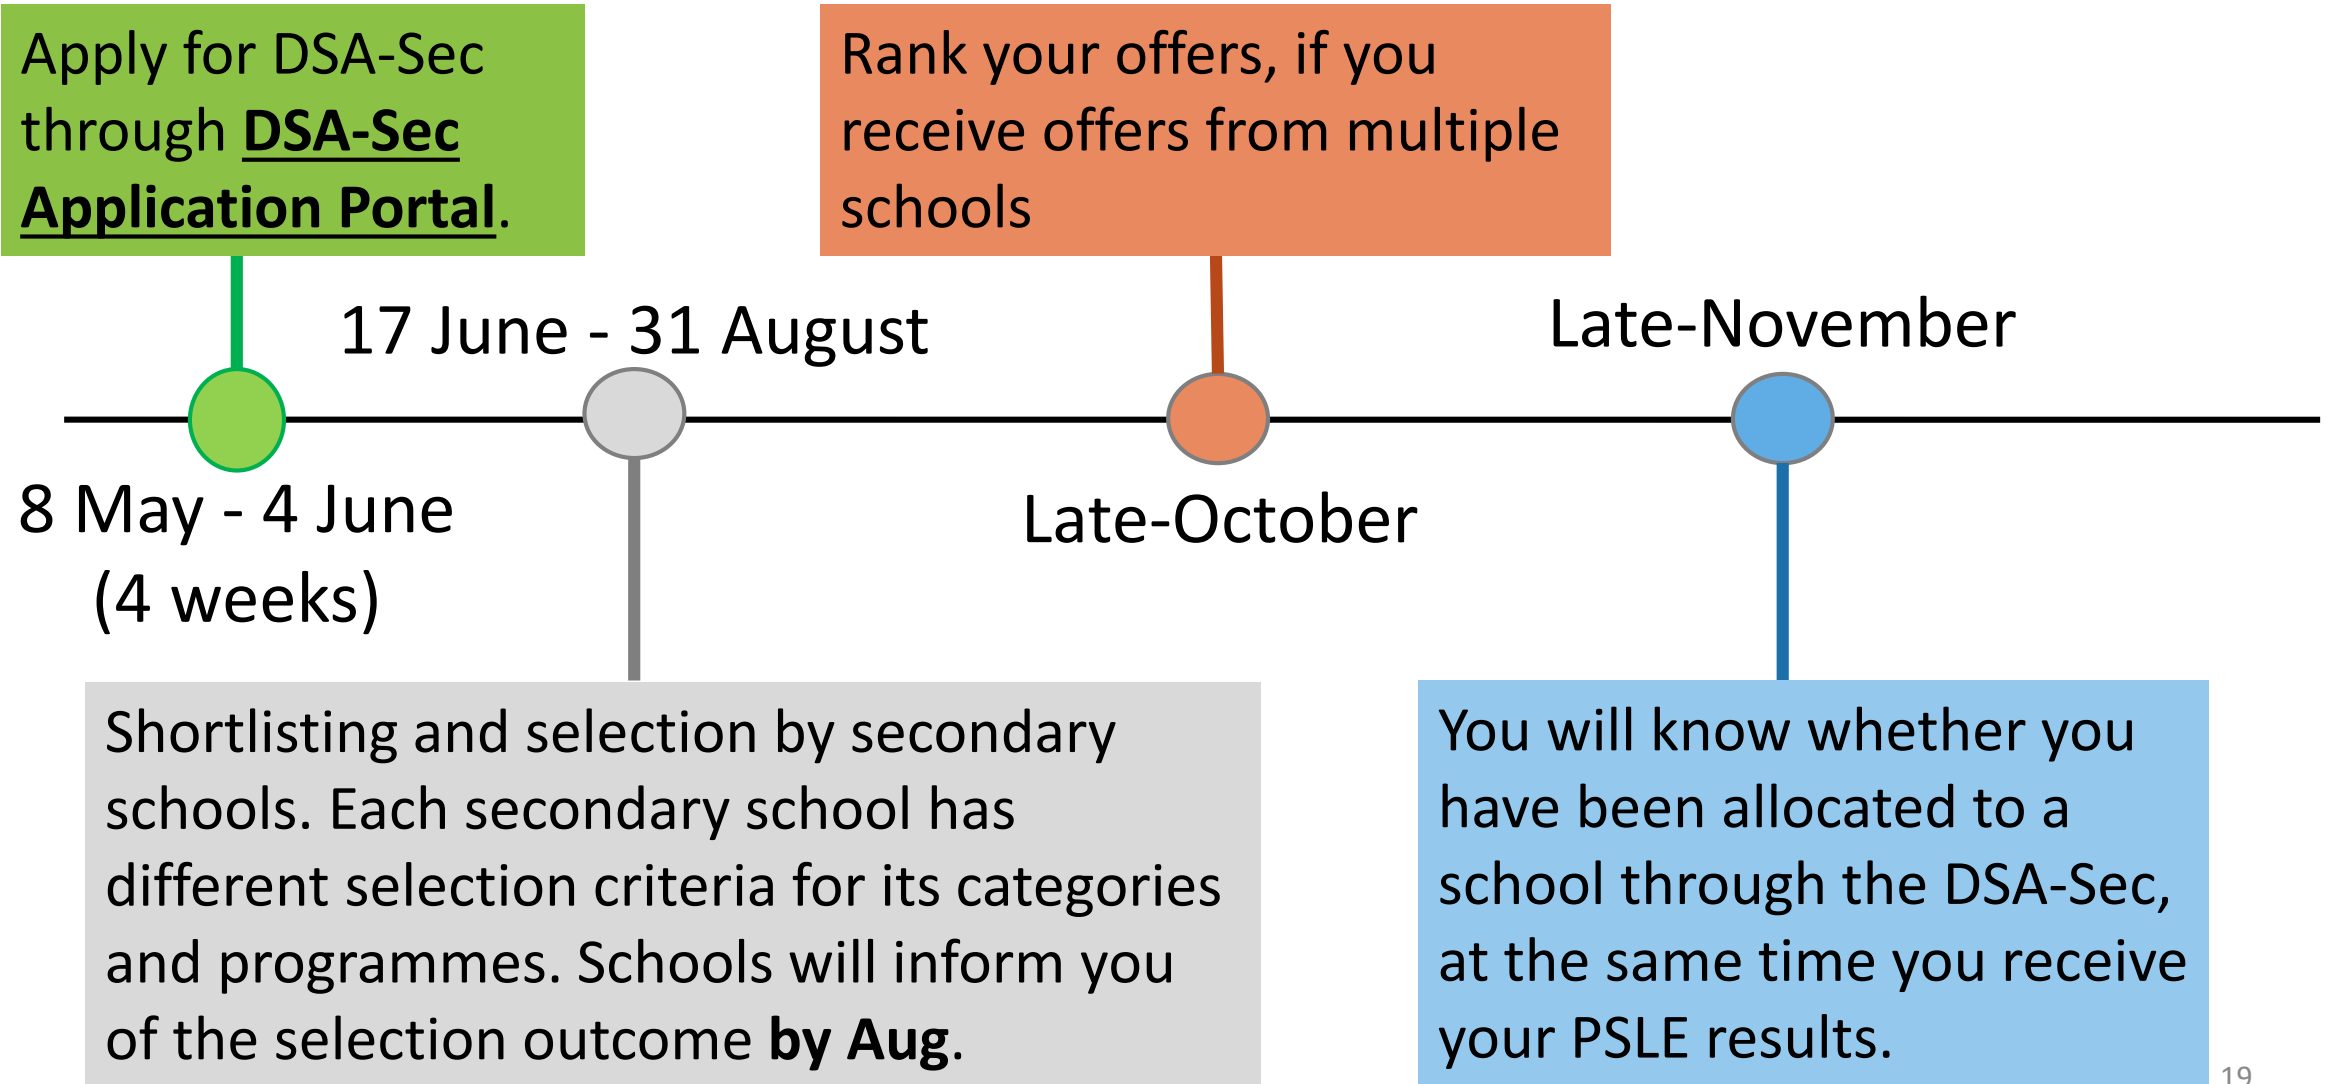 Apply for DSA-Sec
through DSA-Sec
Application Portal.
Rank your offers, if you
receive offers from multiple
schools
17 June - 31 August
Late-November
8 May - 4 June
(4 weeks)
Late-October
Shortlisting and selection by secondary
schools. Each secondary school has
different selection criteria for its categories
and programmes. Schools will inform you
of the selection outcome by Aug.
You will know whether you
have been allocated to a
school through the DSA-Sec,
at the same time you receive
your PSLE results.
19